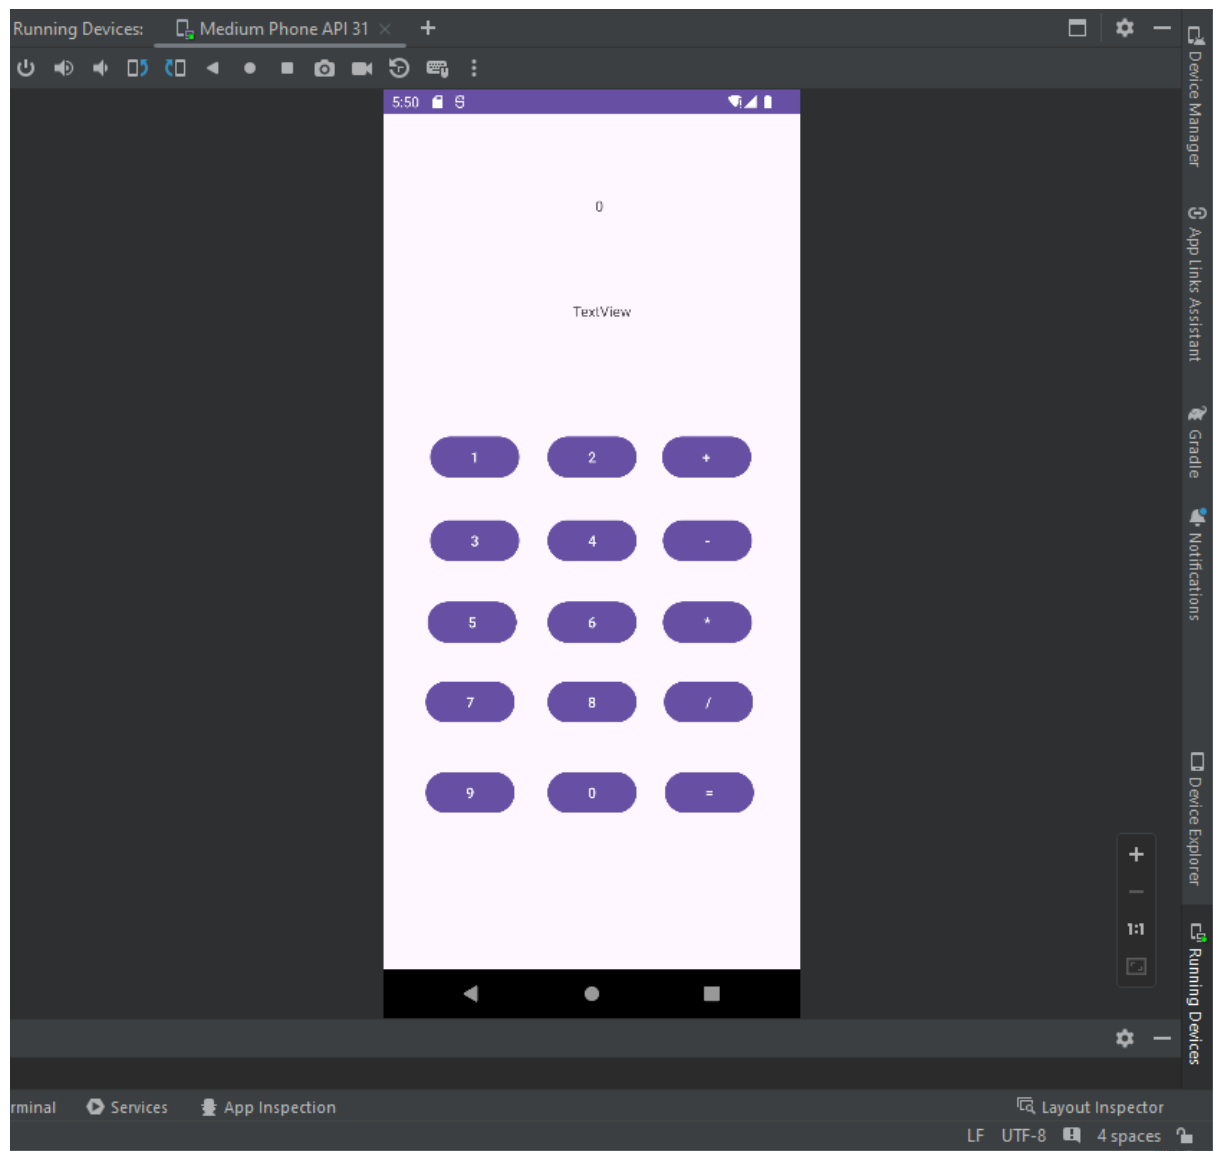 Running Devices: Medium Phone API 31
5:50
0
TextView
1 2 +
3 4 -
5 6 *
7 8 /
9 0 =
1:1
Device Manager
App Links Assistant
Gradle
Notifications
Device Explorer
Running Devices
rminal Services App Inspection Layout Inspector
LF UTF-8 4 spaces